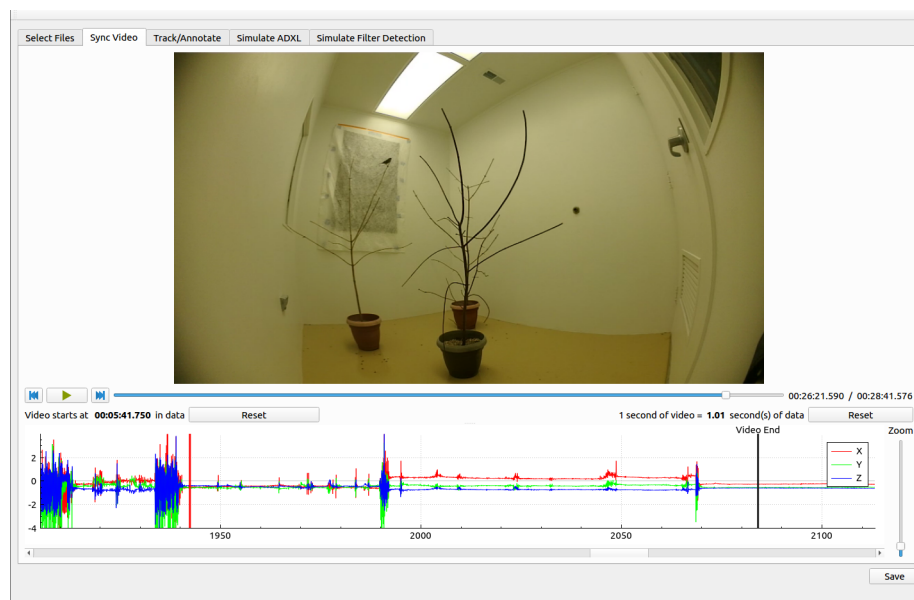 Select Files Sync Video Track/Annotate Simulate ADXL Simulate Filter Detection
00:26:21.590 / 00:28:41.576
Video starts at 00:05:41.750 in data Reset 1 second of video = 1.01 second(s) of data Reset
Video End Zoom
X
Y
Z
2
0
-2
-4
1950 2000 2050 2100
Save